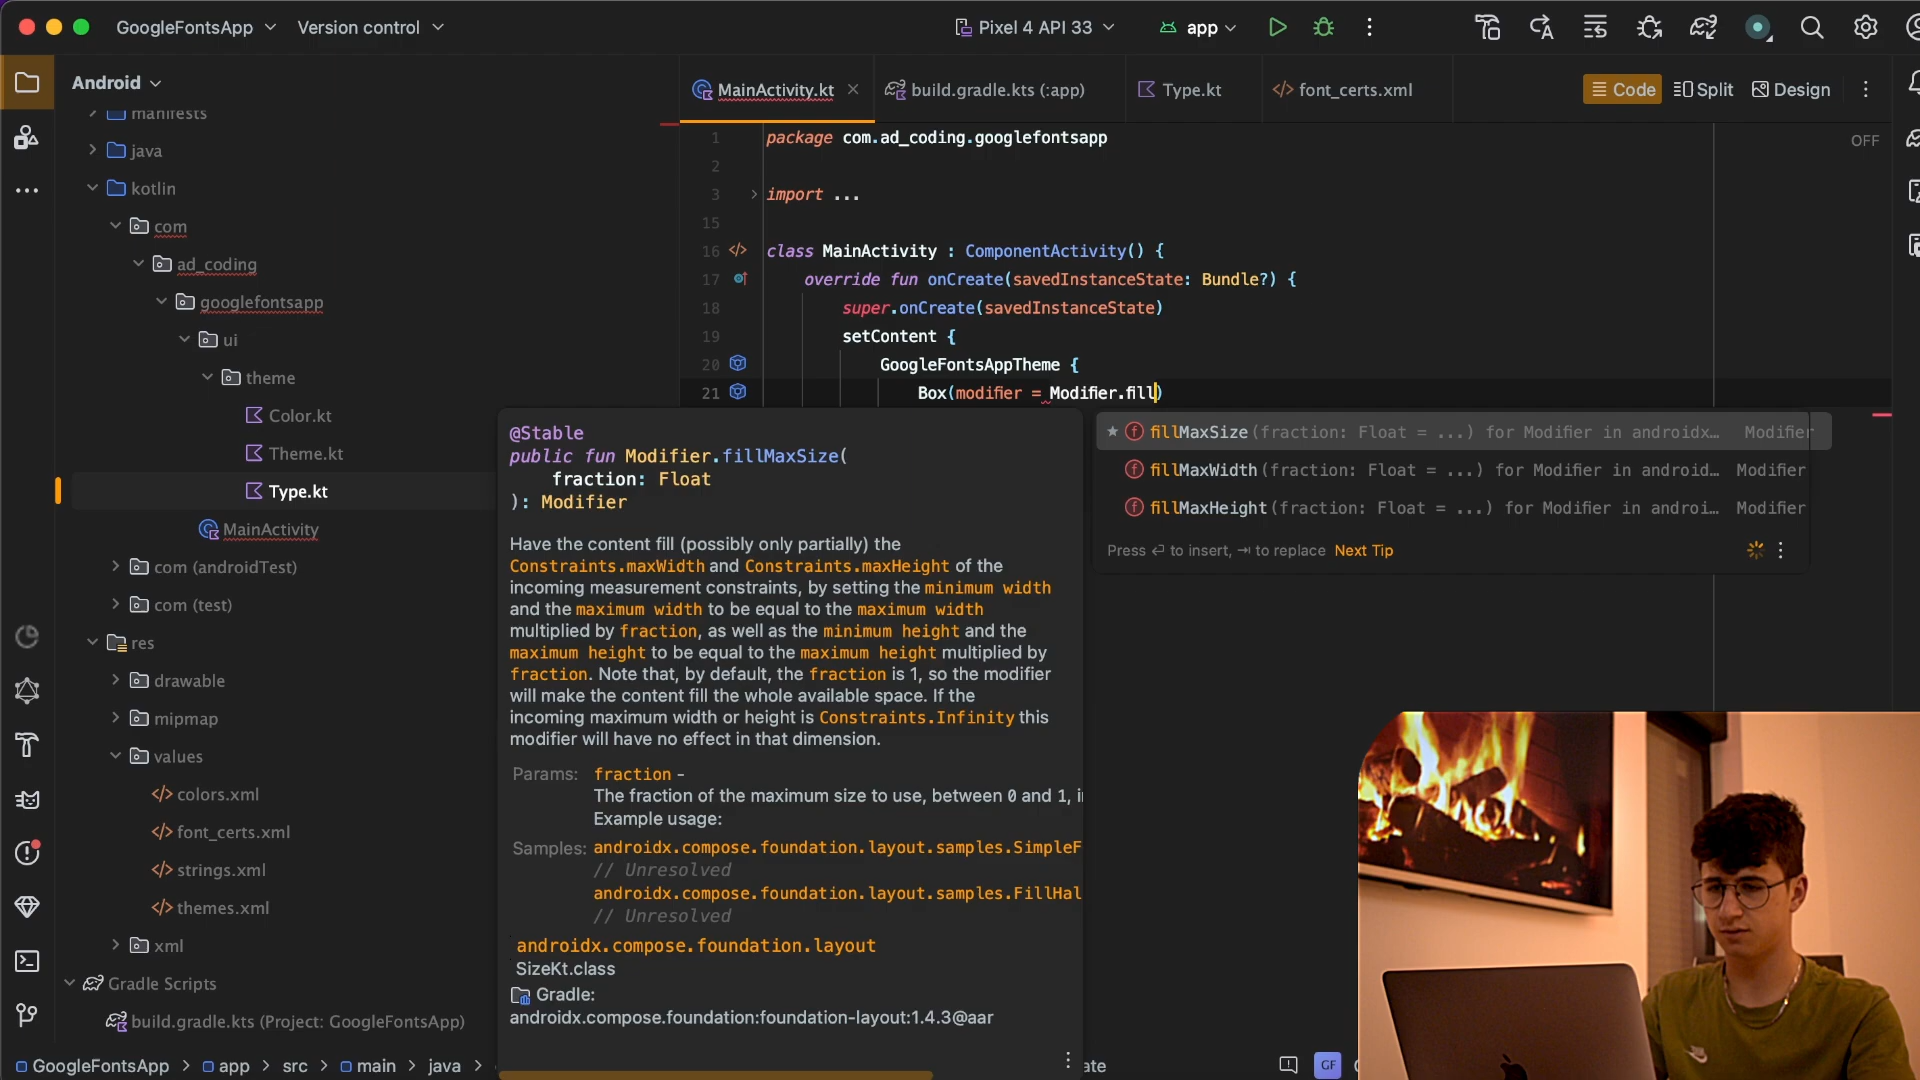 GoogleFontsApp
Version control
Pixel 4 API 33
app
Android
manifests
java
kotlin
com
ad_coding
googlefontsapp
ui
theme
Color.kt
Theme.kt
Type.kt
MainActivity
com (androidTest)
com (test)
res
drawable
mipmap
values
colors.xml
font_certs.xml
strings.xml
themes.xml
xml
Gradle Scripts
build.gradle.kts (Project: GoogleFontsApp)
MainActivity.kt
build.gradle.kts (:app)
Type.kt
font_certs.xml
Code
Split
Design
OFF
1 package com.ad_coding.googlefontsapp
2
3 import ...
15
16 class MainActivity : ComponentActivity() {
17 override fun onCreate(savedInstanceState: Bundle?) {
18 super.onCreate(savedInstanceState)
19 setContent {
20 GoogleFontsAppTheme {
21 Box(modifier = Modifier.fill)
fillMaxSize(fraction: Float = ...) for Modifier in androidx… Modifier
fillMaxWidth(fraction: Float = ...) for Modifier in android… Modifier
fillMaxHeight(fraction: Float = ...) for Modifier in androi… Modifier
Press ↩ to insert, ⇥ to replace Next Tip
@Stable
public fun Modifier.fillMaxSize(
fraction: Float
): Modifier
Have the content fill (possibly only partially) the
Constraints.maxWidth and Constraints.maxHeight of the
incoming measurement constraints, by setting the minimum width
and the maximum width to be equal to the maximum width
multiplied by fraction, as well as the minimum height and the
maximum height to be equal to the maximum height multiplied by
fraction. Note that, by default, the fraction is 1, so the modifier
will make the content fill the whole available space. If the
incoming maximum width or height is Constraints.Infinity this
modifier will have no effect in that dimension.
Params: fraction -
The fraction of the maximum size to use, between 0 and 1, i
Example usage:
Samples: androidx.compose.foundation.layout.samples.SimpleF
// Unresolved
androidx.compose.foundation.layout.samples.FillHal
// Unresolved
androidx.compose.foundation.layout
SizeKt.class
Gradle:
androidx.compose.foundation:foundation-layout:1.4.3@aar
GoogleFontsApp > app > src > main > java >
ate
GF